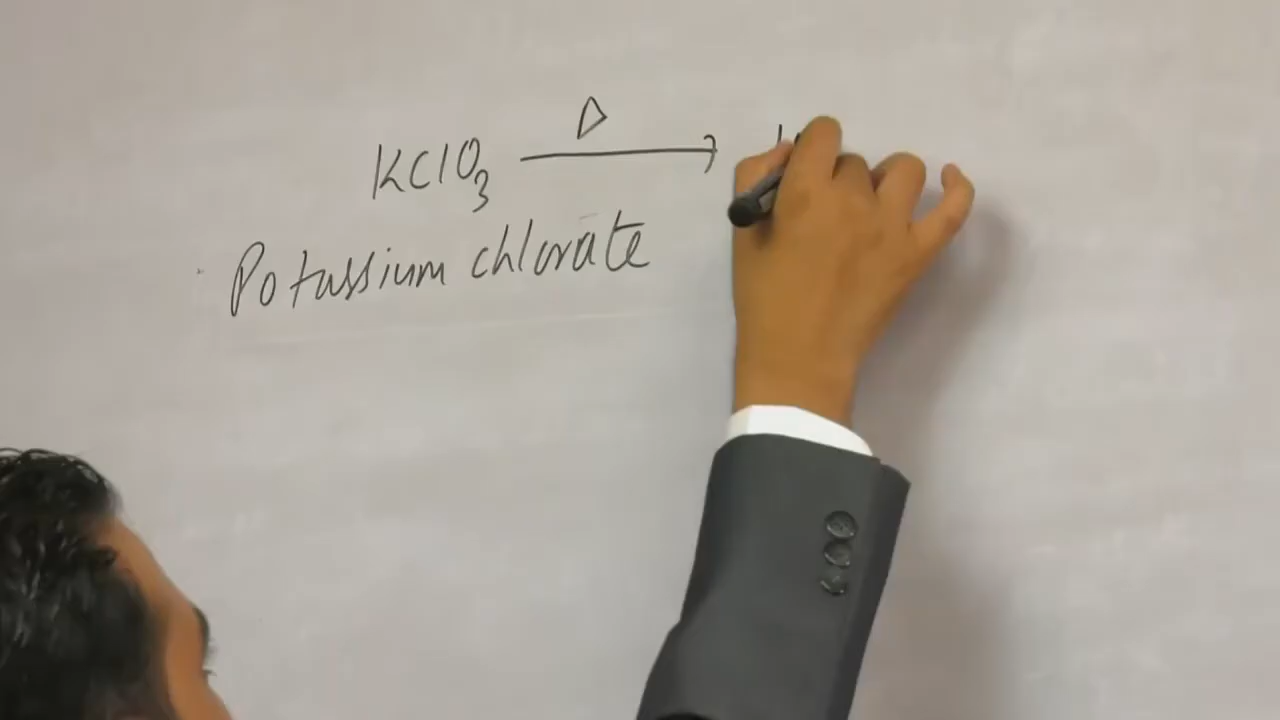 KClO₃ —Δ→
Potassium chlorate